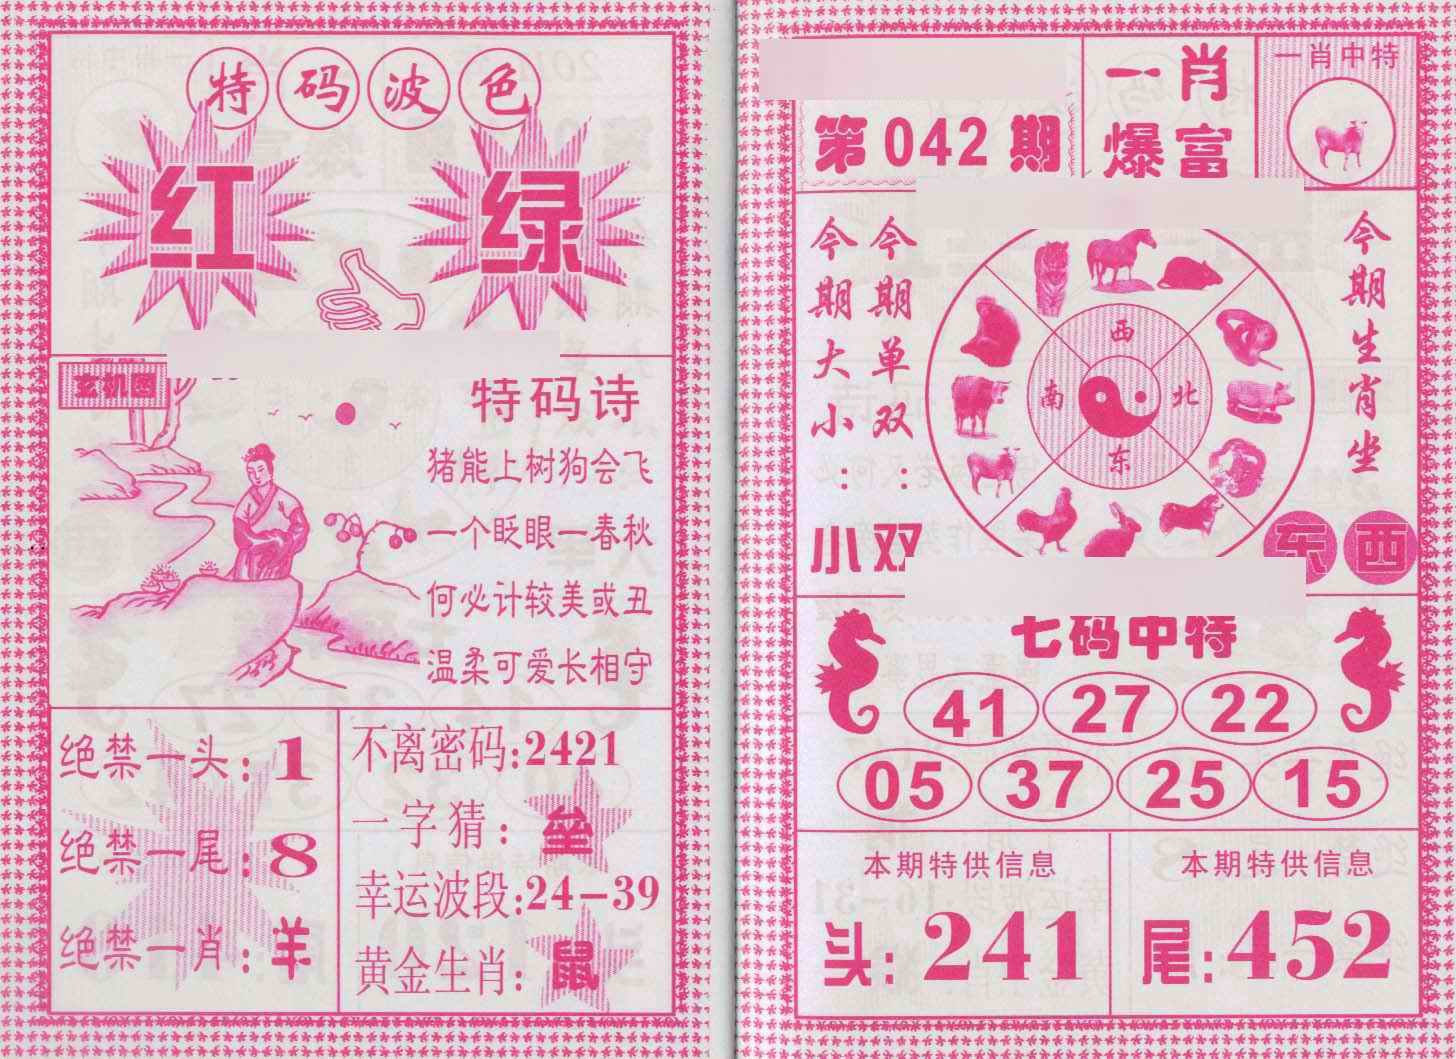 特码波色
红 绿
玄机图
特码诗
猪能上树狗会飞
一个眨眼一春秋
何必计较美或丑
温柔可爱长相守
绝禁一头:1
绝禁一尾:8
绝禁一肖:羊
不离密码:2421
一字猜:垒
幸运波段:24-39
黄金生肖:鼠
第042期
一肖
爆富
一肖中特
今期大小:小
今期单双:双
西
南 北
东
今期生肖坐
东 西
七码中特
41 27 22
05 37 25 15
本期特供信息
头:241
本期特供信息
尾:452